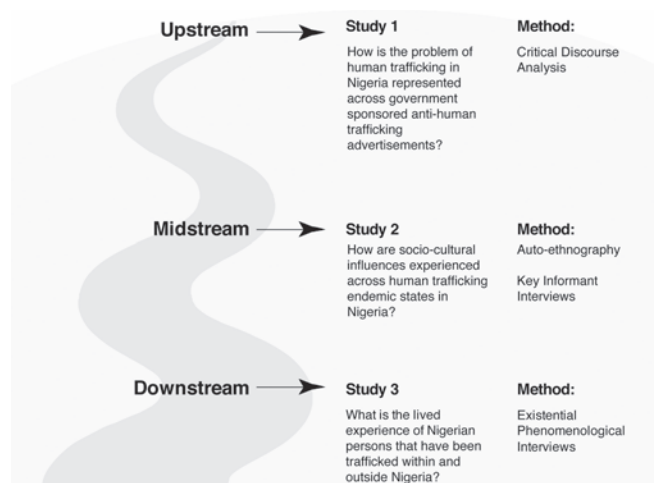 Upstream
Study 1
How is the problem of
human trafficking in
Nigeria represented
across government
sponsored anti-human
trafficking
advertisements?
Method:
Critical Discourse
Analysis
Midstream
Study 2
How are socio-cultural
influences experienced
across human trafficking
endemic states in
Nigeria?
Method:
Auto-ethnography
Key Informant
Interviews
Downstream
Study 3
What is the lived
experience of Nigerian
persons that have been
trafficked within and
outside Nigeria?
Method:
Existential
Phenomenological
Interviews